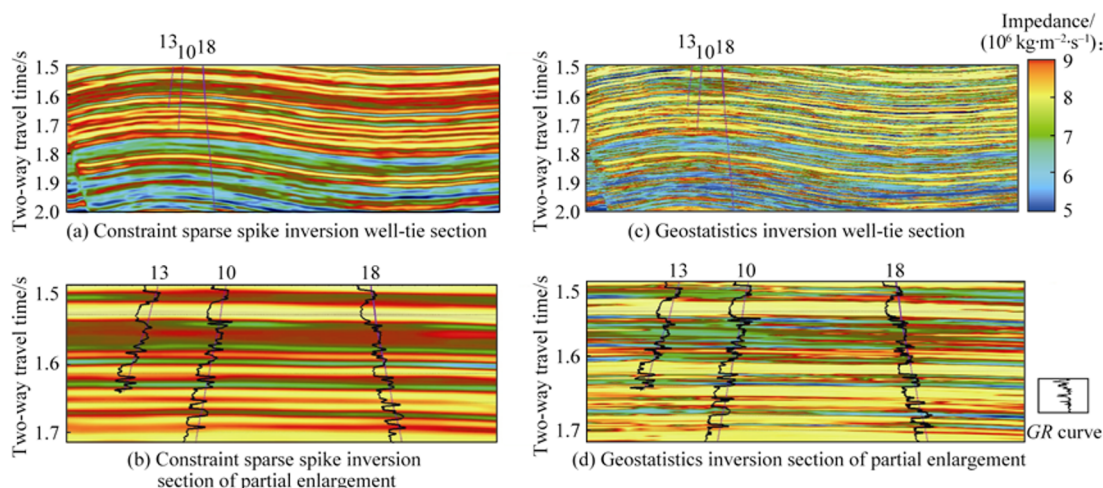 Impedance/
(10⁶ kg·m⁻²·s⁻¹):
13 10 18
Two-way travel time/s
1.5
1.6
1.7
1.8
1.9
2.0
(a) Constraint sparse spike inversion well-tie section
13 10 18
Two-way travel time/s
1.5
1.6
1.7
1.8
1.9
2.0
(c) Geostatistics inversion well-tie section
9
8
7
6
5
13 10 18
Two-way travel time/s
1.5
1.6
1.7
(b) Constraint sparse spike inversion
section of partial enlargement
13 10 18
Two-way travel time/s
1.5
1.6
1.7
(d) Geostatistics inversion section of partial enlargement
GR curve